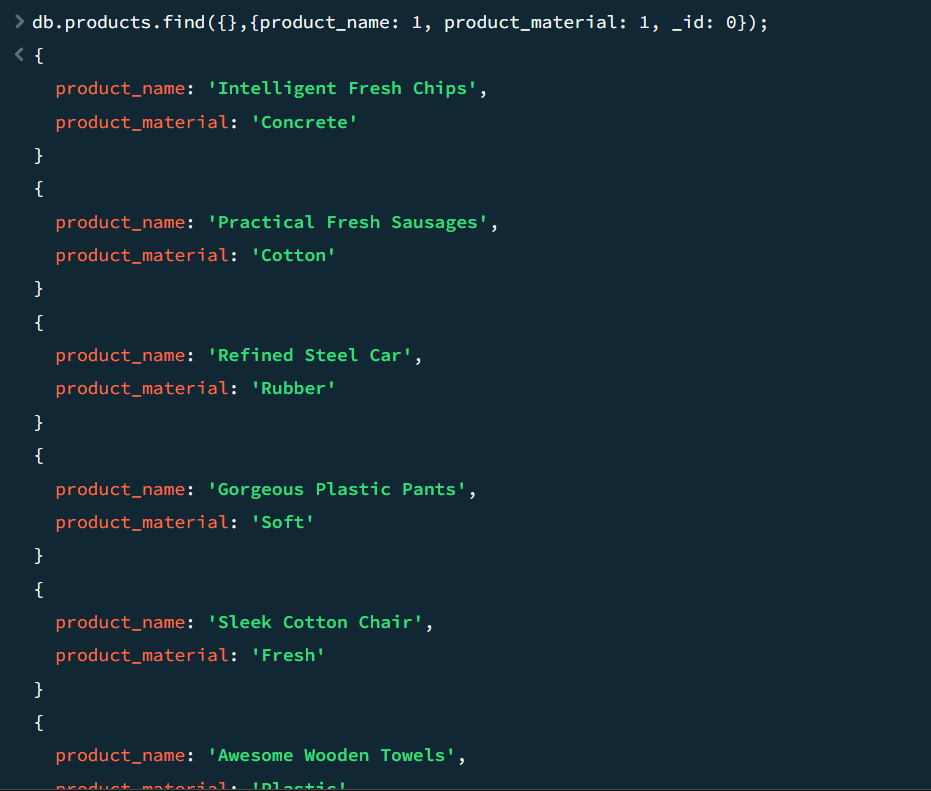 > db.products.find({},{product_name: 1, product_material: 1, _id: 0});
< {
product_name: 'Intelligent Fresh Chips',
product_material: 'Concrete'
}
{
product_name: 'Practical Fresh Sausages',
product_material: 'Cotton'
}
{
product_name: 'Refined Steel Car',
product_material: 'Rubber'
}
{
product_name: 'Gorgeous Plastic Pants',
product_material: 'Soft'
}
{
product_name: 'Sleek Cotton Chair',
product_material: 'Fresh'
}
{
product_name: 'Awesome Wooden Towels',
product_material: 'Plastic'